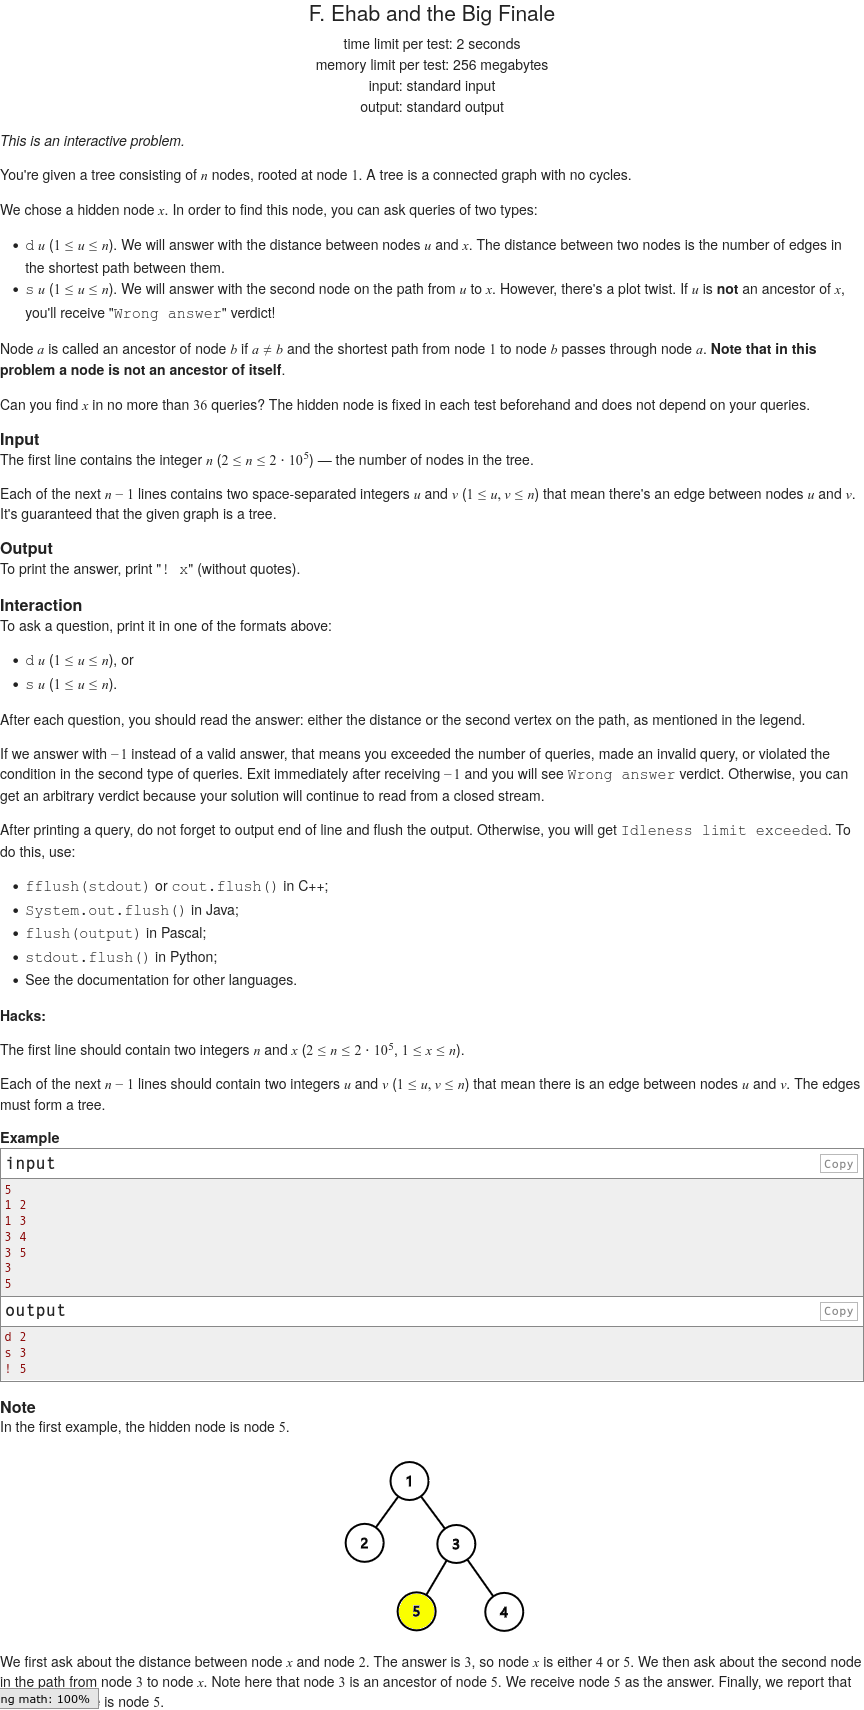 F. Ehab and the Big Finale
time limit per test: 2 seconds
memory limit per test: 256 megabytes
input: standard input
output: standard output
This is an interactive problem.
You're given a tree consisting of n nodes, rooted at node 1. A tree is a connected graph with no cycles.
We chose a hidden node x. In order to find this node, you can ask queries of two types:
• d u (1 ≤ u ≤ n). We will answer with the distance between nodes u and x. The distance between two nodes is the number of edges in
the shortest path between them.
• s u (1 ≤ u ≤ n). We will answer with the second node on the path from u to x. However, there's a plot twist. If u is not an ancestor of x,
you'll receive "Wrong answer" verdict!
Node a is called an ancestor of node b if a ≠ b and the shortest path from node 1 to node b passes through node a. Note that in this
problem a node is not an ancestor of itself.
Can you find x in no more than 36 queries? The hidden node is fixed in each test beforehand and does not depend on your queries.
Input
The first line contains the integer n (2 ≤ n ≤ 2 · 10⁵) — the number of nodes in the tree.
Each of the next n − 1 lines contains two space-separated integers u and v (1 ≤ u, v ≤ n) that mean there's an edge between nodes u and v.
It's guaranteed that the given graph is a tree.
Output
To print the answer, print "! x" (without quotes).
Interaction
To ask a question, print it in one of the formats above:
• d u (1 ≤ u ≤ n), or
• s u (1 ≤ u ≤ n).
After each question, you should read the answer: either the distance or the second vertex on the path, as mentioned in the legend.
If we answer with −1 instead of a valid answer, that means you exceeded the number of queries, made an invalid query, or violated the
condition in the second type of queries. Exit immediately after receiving −1 and you will see Wrong answer verdict. Otherwise, you can
get an arbitrary verdict because your solution will continue to read from a closed stream.
After printing a query, do not forget to output end of line and flush the output. Otherwise, you will get Idleness limit exceeded. To
do this, use:
• fflush(stdout) or cout.flush() in C++;
• System.out.flush() in Java;
• flush(output) in Pascal;
• stdout.flush() in Python;
• See the documentation for other languages.
Hacks:
The first line should contain two integers n and x (2 ≤ n ≤ 2 · 10⁵, 1 ≤ x ≤ n).
Each of the next n − 1 lines should contain two integers u and v (1 ≤ u, v ≤ n) that mean there is an edge between nodes u and v. The edges
must form a tree.
Example
input Copy
5
1 2
1 3
3 4
3 5
3
5
output Copy
d 2
s 3
! 5
Note
In the first example, the hidden node is node 5.
1
2 3
5 4
We first ask about the distance between node x and node 2. The answer is 3, so node x is either 4 or 5. We then ask about the second node
in the path from node 3 to node x. Note here that node 3 is an ancestor of node 5. We receive node 5 as the answer. Finally, we report that
ng math: 100% is node 5.